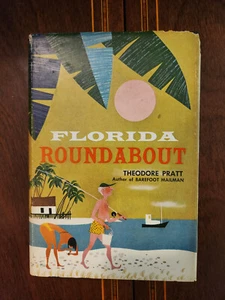 FLORIDA
ROUNDABOUT
THEODORE PRATT
Author of BAREFOOT MAILMAN